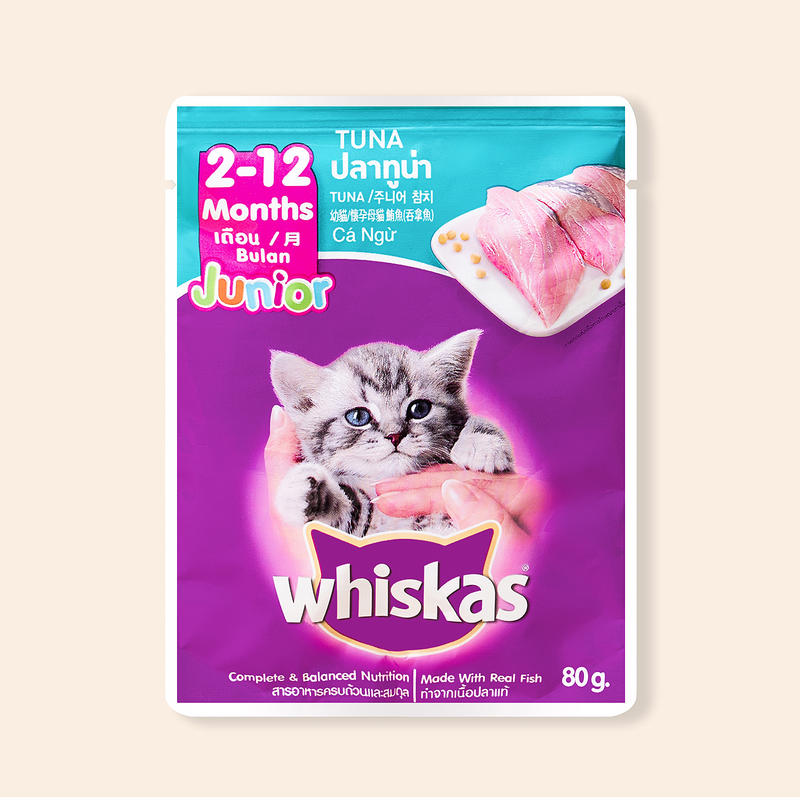 2-12
Months
เดือน / 月
Bulan
Junior
TUNA
ปลาทูน่า
TUNA /주니어 참치
幼貓/懷孕母貓 鮪魚(吞拿魚)
Cá Ngừ
whiskas®
Complete & Balanced Nutrition
สารอาหารครบถ้วนและสมดุล
Made With Real Fish
ทำจากเนื้อปลาแท้
80 g.